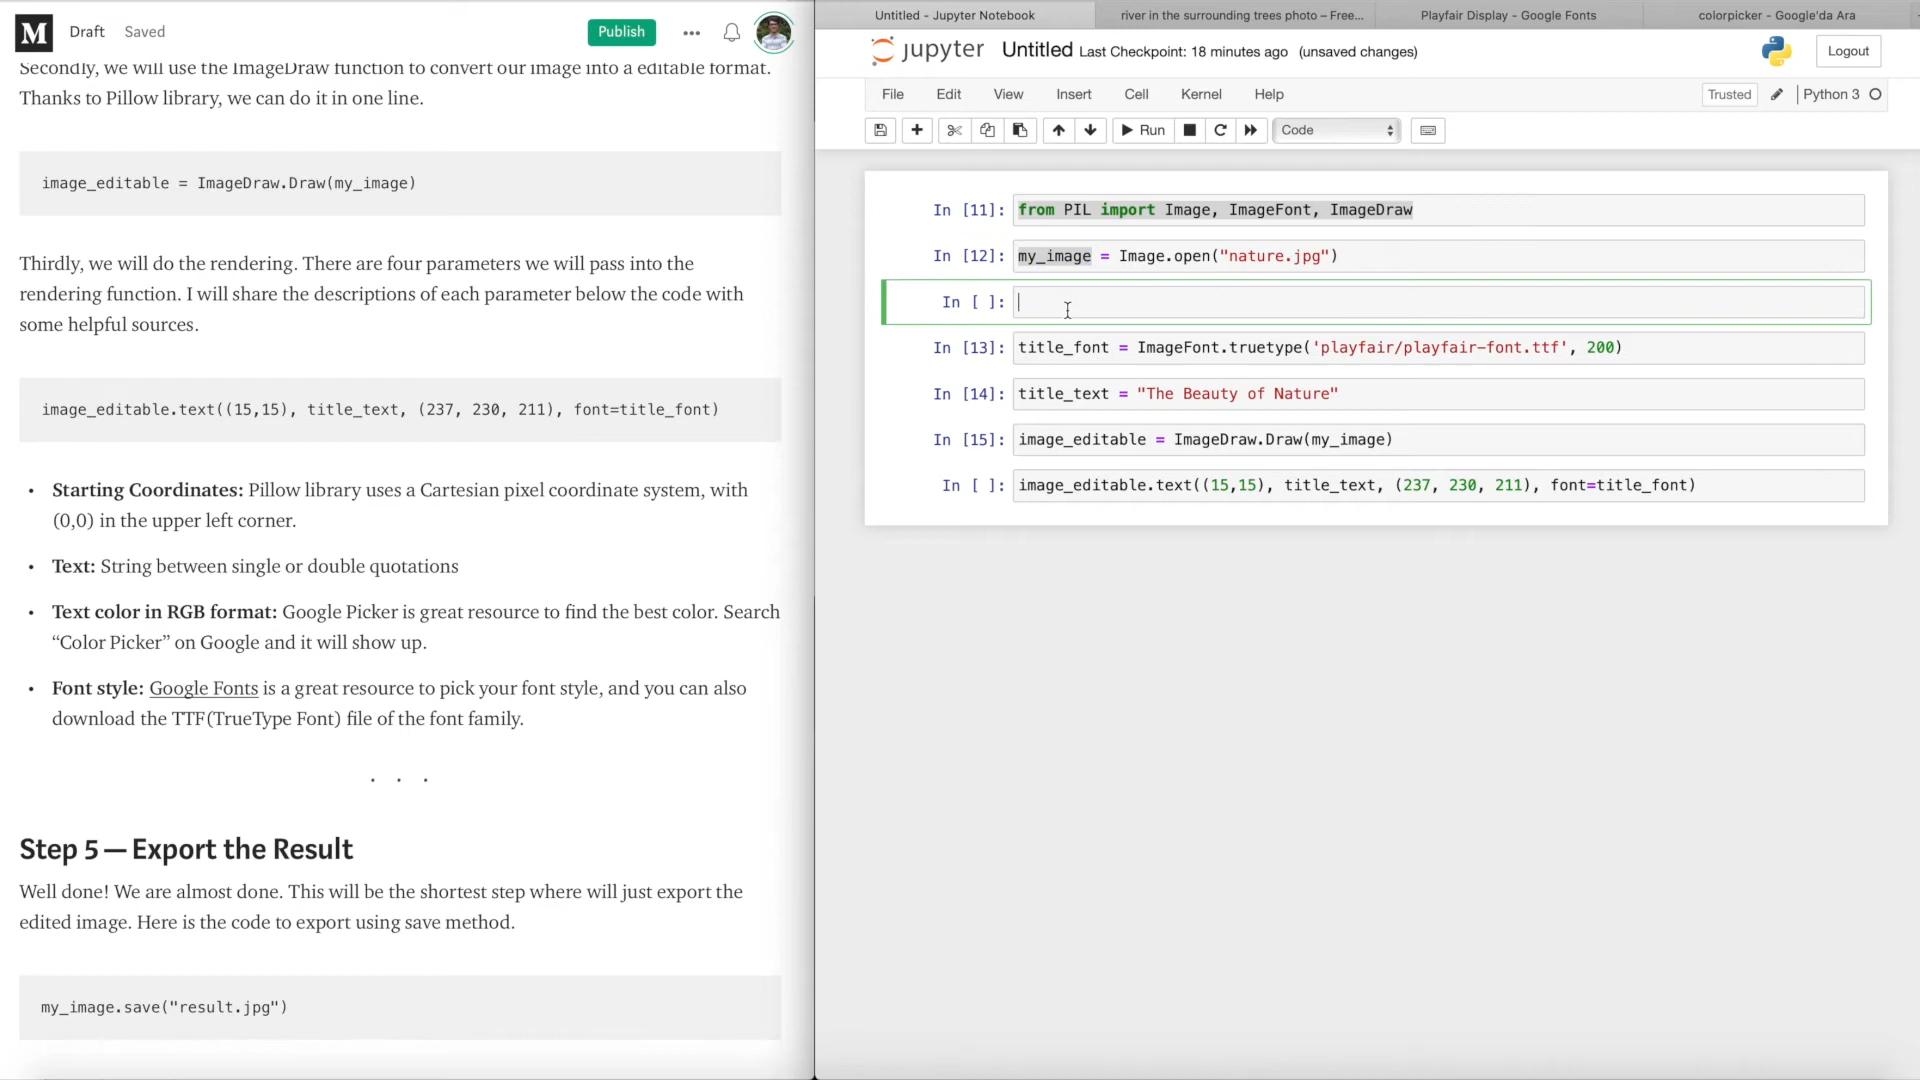 M Draft Saved Publish
Secondly, we will use the ImageDraw function to convert our image into a editable format.
Thanks to Pillow library, we can do it in one line.
image_editable = ImageDraw.Draw(my_image)
Thirdly, we will do the rendering. There are four parameters we will pass into the
rendering function. I will share the descriptions of each parameter below the code with
some helpful sources.
image_editable.text((15,15), title_text, (237, 230, 211), font=title_font)
• Starting Coordinates: Pillow library uses a Cartesian pixel coordinate system, with
(0,0) in the upper left corner.
• Text: String between single or double quotations
• Text color in RGB format: Google Picker is great resource to find the best color. Search
“Color Picker” on Google and it will show up.
• Font style: Google Fonts is a great resource to pick your font style, and you can also
download the TTF(TrueType Font) file of the font family.
. . .
Step 5 — Export the Result
Well done! We are almost done. This will be the shortest step where will just export the
edited image. Here is the code to export using save method.
my_image.save("result.jpg")
Untitled - Jupyter Notebook river in the surrounding trees photo – Free... Playfair Display - Google Fonts colorpicker - Google'da Ara
jupyter Untitled Last Checkpoint: 18 minutes ago (unsaved changes) Logout
File Edit View Insert Cell Kernel Help Trusted Python 3
Run Code
In [11]: from PIL import Image, ImageFont, ImageDraw
In [12]: my_image = Image.open("nature.jpg")
In [ ]:
In [13]: title_font = ImageFont.truetype('playfair/playfair-font.ttf', 200)
In [14]: title_text = "The Beauty of Nature"
In [15]: image_editable = ImageDraw.Draw(my_image)
In [ ]: image_editable.text((15,15), title_text, (237, 230, 211), font=title_font)